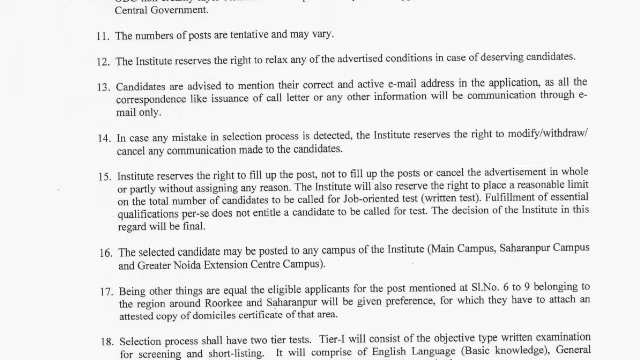 Central Government.
11. The numbers of posts are tentative and may vary.
12. The Institute reserves the right to relax any of the advertised conditions in case of deserving candidates.
13. Candidates are advised to mention their correct and active e-mail address in the application, as all the
correspondence like issuance of call letter or any other information will be communication through e-
mail only.
14. In case any mistake in selection process is detected, the Institute reserves the right to modify/withdraw/
cancel any communication made to the candidates.
15. Institute reserves the right to fill up the post, not to fill up the posts or cancel the advertisement in whole
or partly without assigning any reason. The Institute will also reserve the right to place a reasonable limit
on the total number of candidates to be called for Job-oriented test (written test). Fulfillment of essential
qualifications per-se does not entitle a candidate to be called for test. The decision of the Institute in this
regard will be final.
16. The selected candidate may be posted to any campus of the Institute (Main Campus, Saharanpur Campus
and Greater Noida Extension Centre Campus).
17. Being other things are equal the eligible applicants for the post mentioned at Sl.No. 6 to 9 belonging to
the region around Roorkee and Saharanpur will be given preference, for which they have to attach an
attested copy of domiciles certificate of that area.
18. Selection process shall have two tier tests. Tier-I will consist of the objective type written examination
for screening and short-listing. It will comprise of English Language (Basic knowledge), General